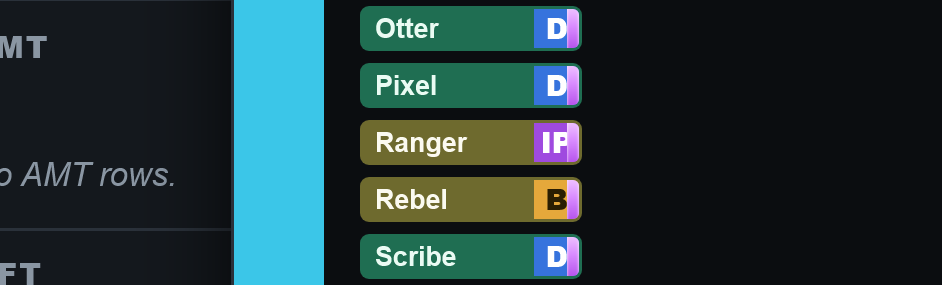 MT
o AMT rows.
FT
Otter D
Pixel D
Ranger IP
Rebel B
Scribe D